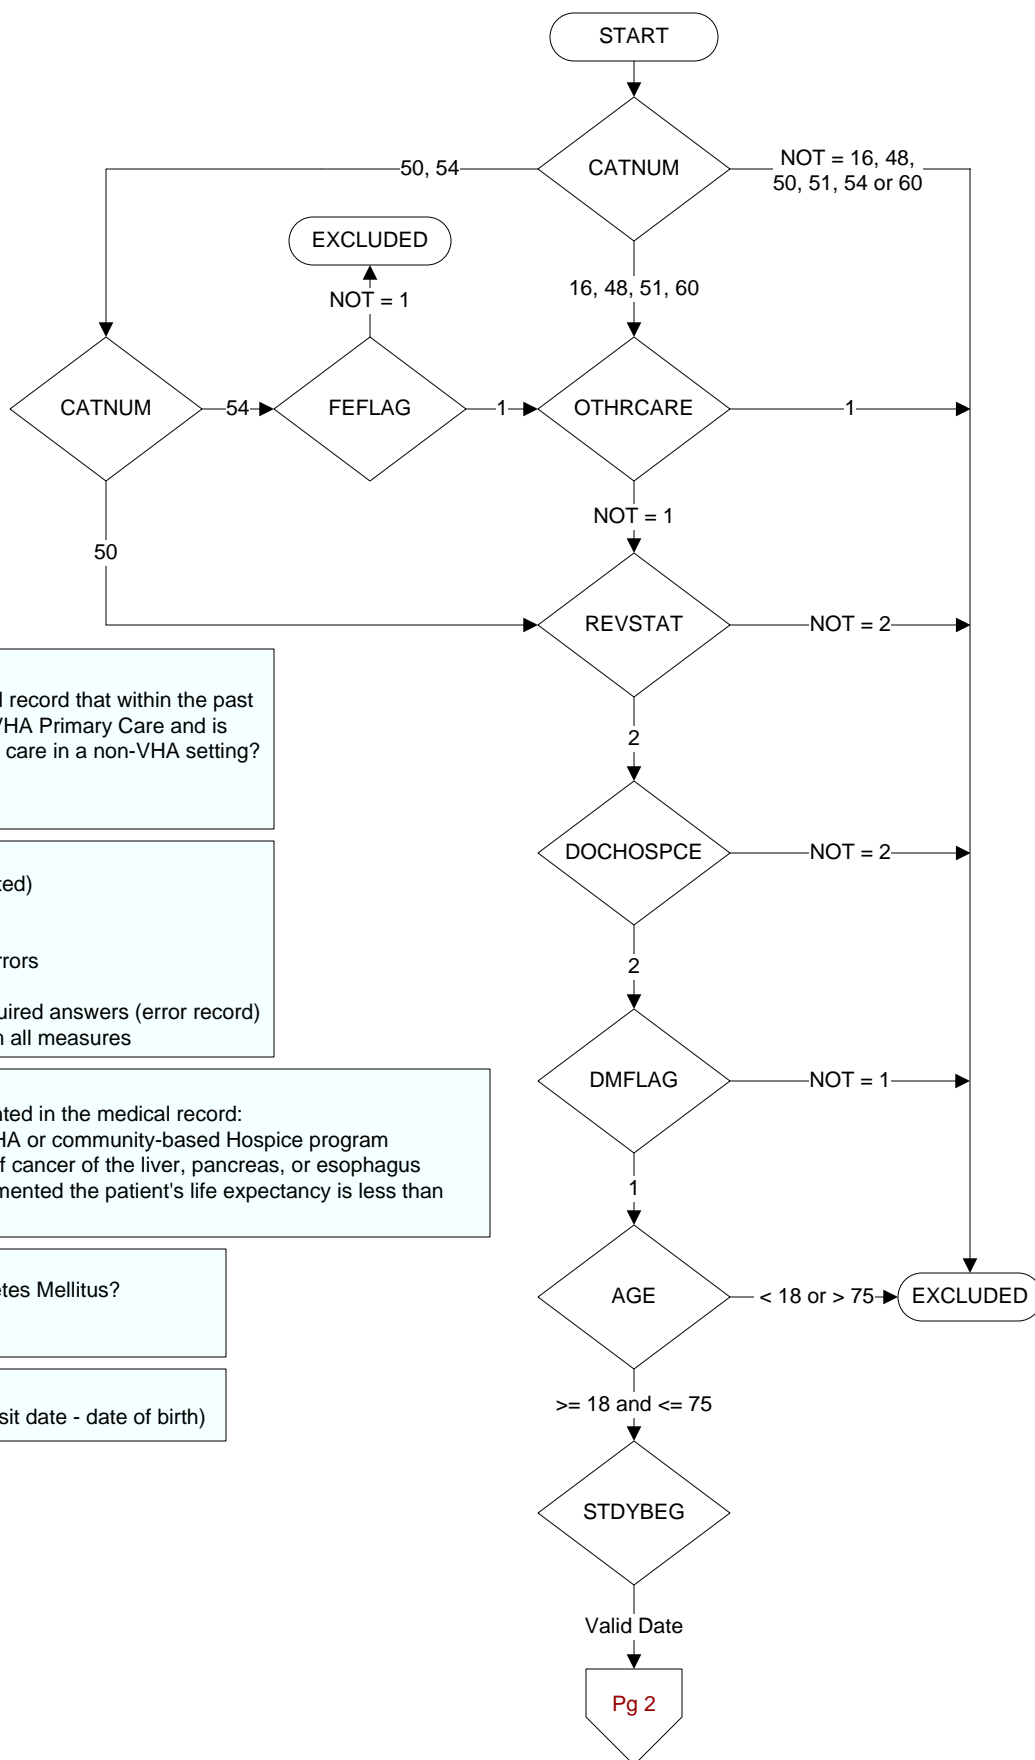 START
CATNUM
50, 54
NOT = 16, 48,
50, 51, 54 or 60
EXCLUDED
NOT = 1
16, 48, 51, 60
CATNUM
54
FEFLAG
1
OTHRCARE
1
NOT = 1
50
REVSTAT
NOT = 2
record that within the past
VHA Primary Care and is
care in a non-VHA setting?
2
DOCHOSPCE
NOT = 2
2
uired answers (error record)
all measures
DMFLAG
NOT = 1
nted in the medical record:
HA or community-based Hospice program
f cancer of the liver, pancreas, or esophagus
mented the patient's life expectancy is less than
1
AGE
< 18 or > 75
EXCLUDED
etes Mellitus?
>= 18 and <= 75
sit date - date of birth)
STDYBEG
Valid Date
Pg 2